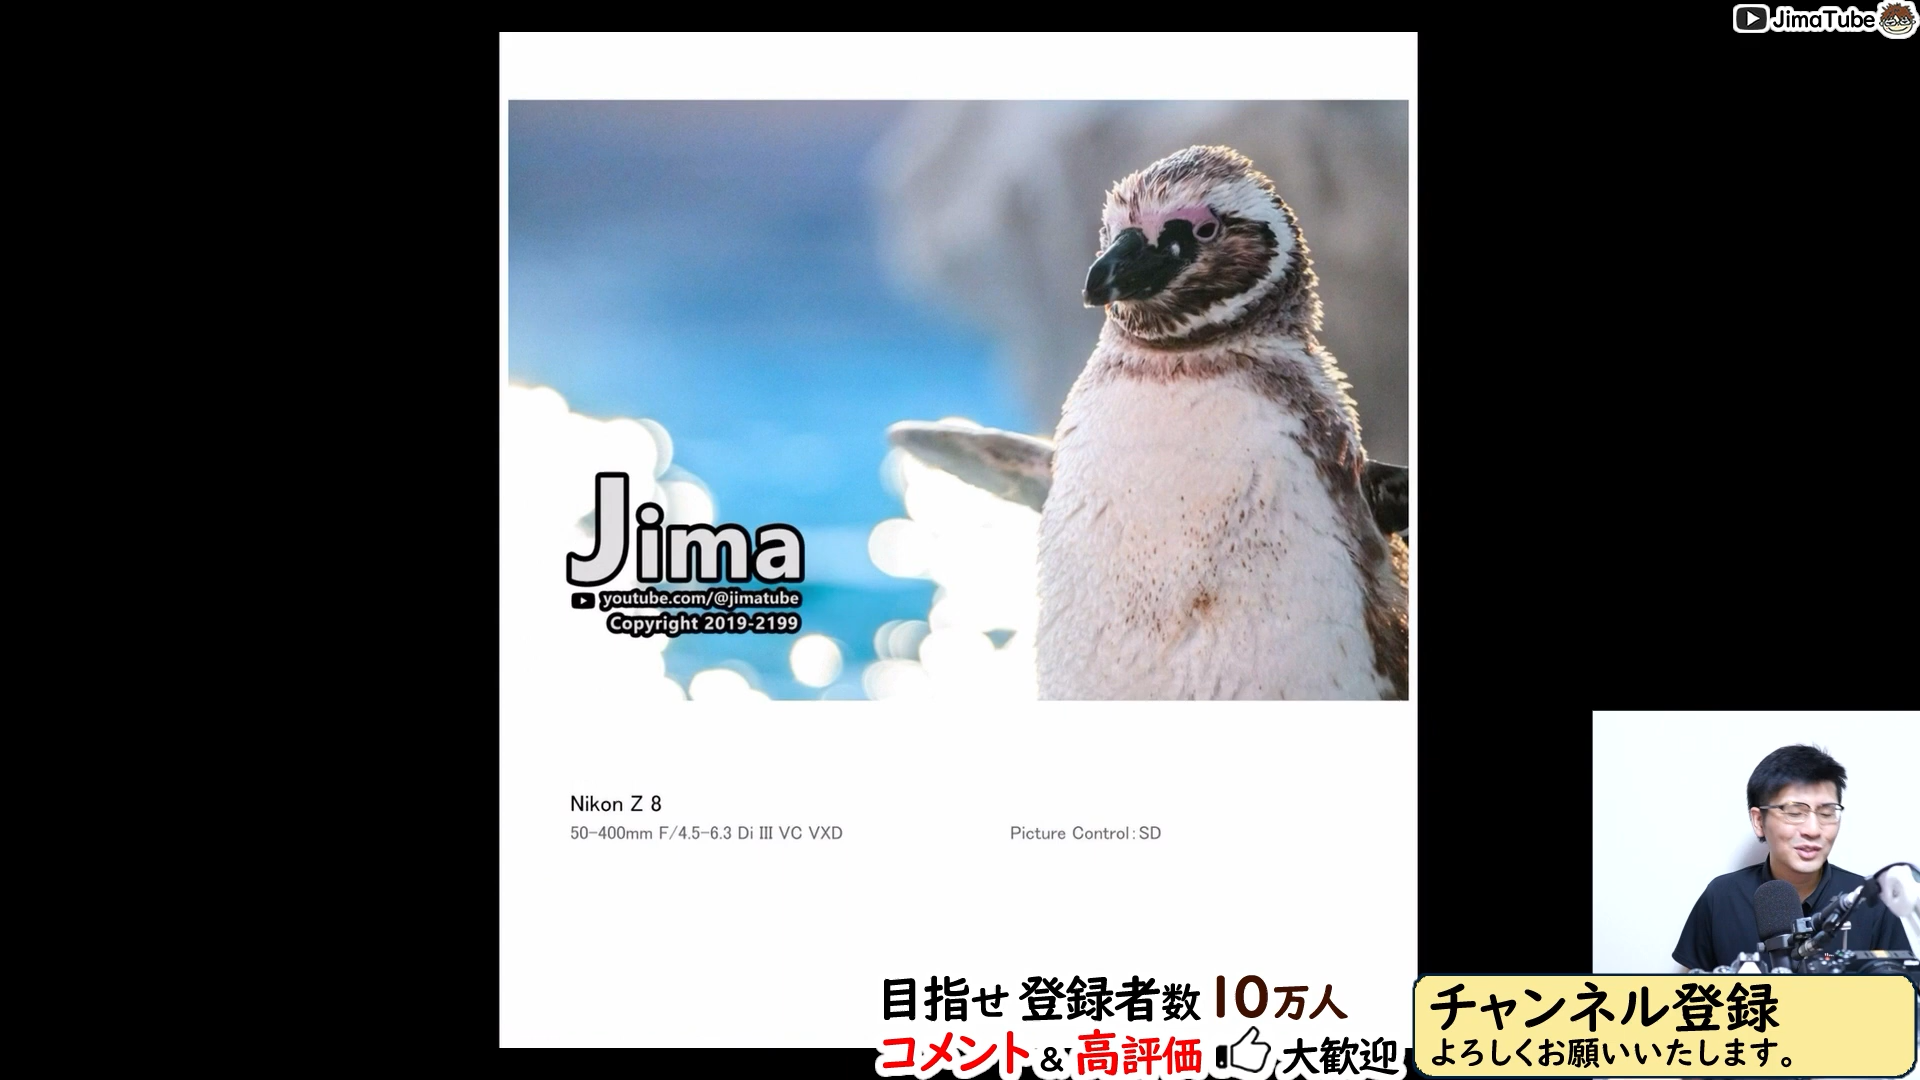 JimaTube
Jima
youtube.com/@jimatube
Copyright 2019-2199
Nikon Z 8
50-400mm F/4.5-6.3 Di III VC VXD
Picture Control:SD
目指せ 登録者数 10万人
コメント & 高評価 大歓迎
チャンネル登録
よろしくお願いいたします。